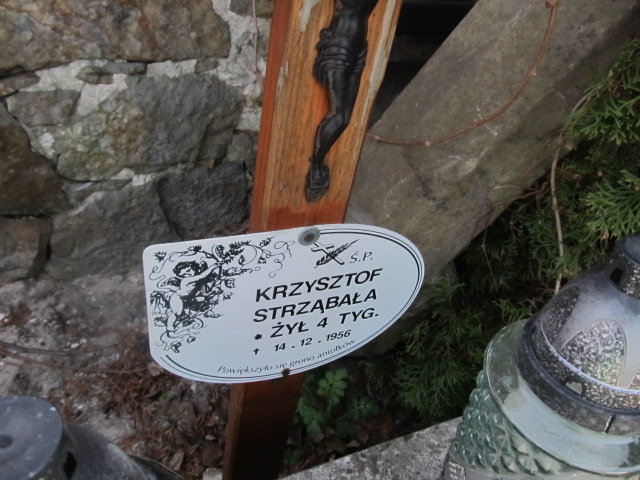 Ś.P.
KRZYSZTOF
STRZĄBAŁA
* ŻYŁ 4 TYG.
† 14 - 12 - 1956
Powiększyło się grono aniołków